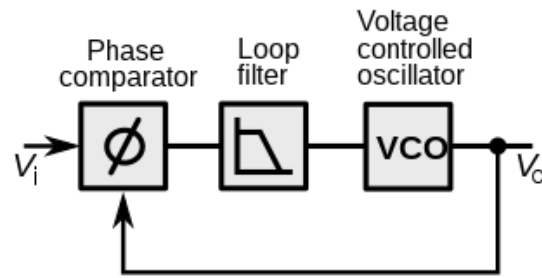 Phase
comparator
Loop
filter
Voltage
controlled
oscillator
Vi
ϕ
VCO
Vo